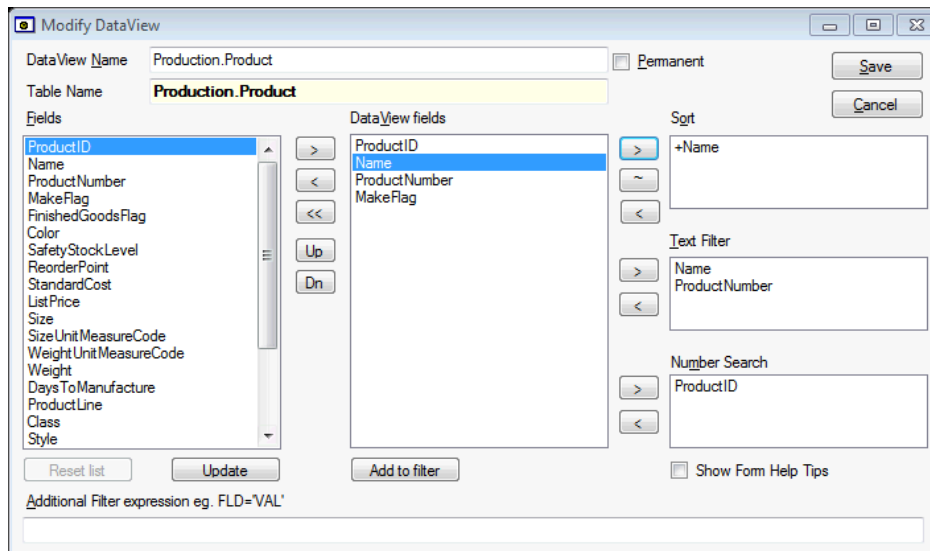 Modify DataView
DataView Name Production.Product Permanent Save
Table Name Production.Product Cancel
Fields DataView fields Sort
ProductID
Name
ProductNumber
MakeFlag
FinishedGoodsFlag
Color
SafetyStockLevel
ReorderPoint
StandardCost
ListPrice
Size
SizeUnitMeasureCode
WeightUnitMeasureCode
Weight
DaysToManufacture
ProductLine
Class
Style
>
<
<<
Up
Dn
ProductID
Name
ProductNumber
MakeFlag
>
~
<
+Name
Text Filter
>
<
Name
ProductNumber
Number Search
>
<
ProductID
Reset list Update Add to filter Show Form Help Tips
Additional Filter expression eg. FLD='VAL'